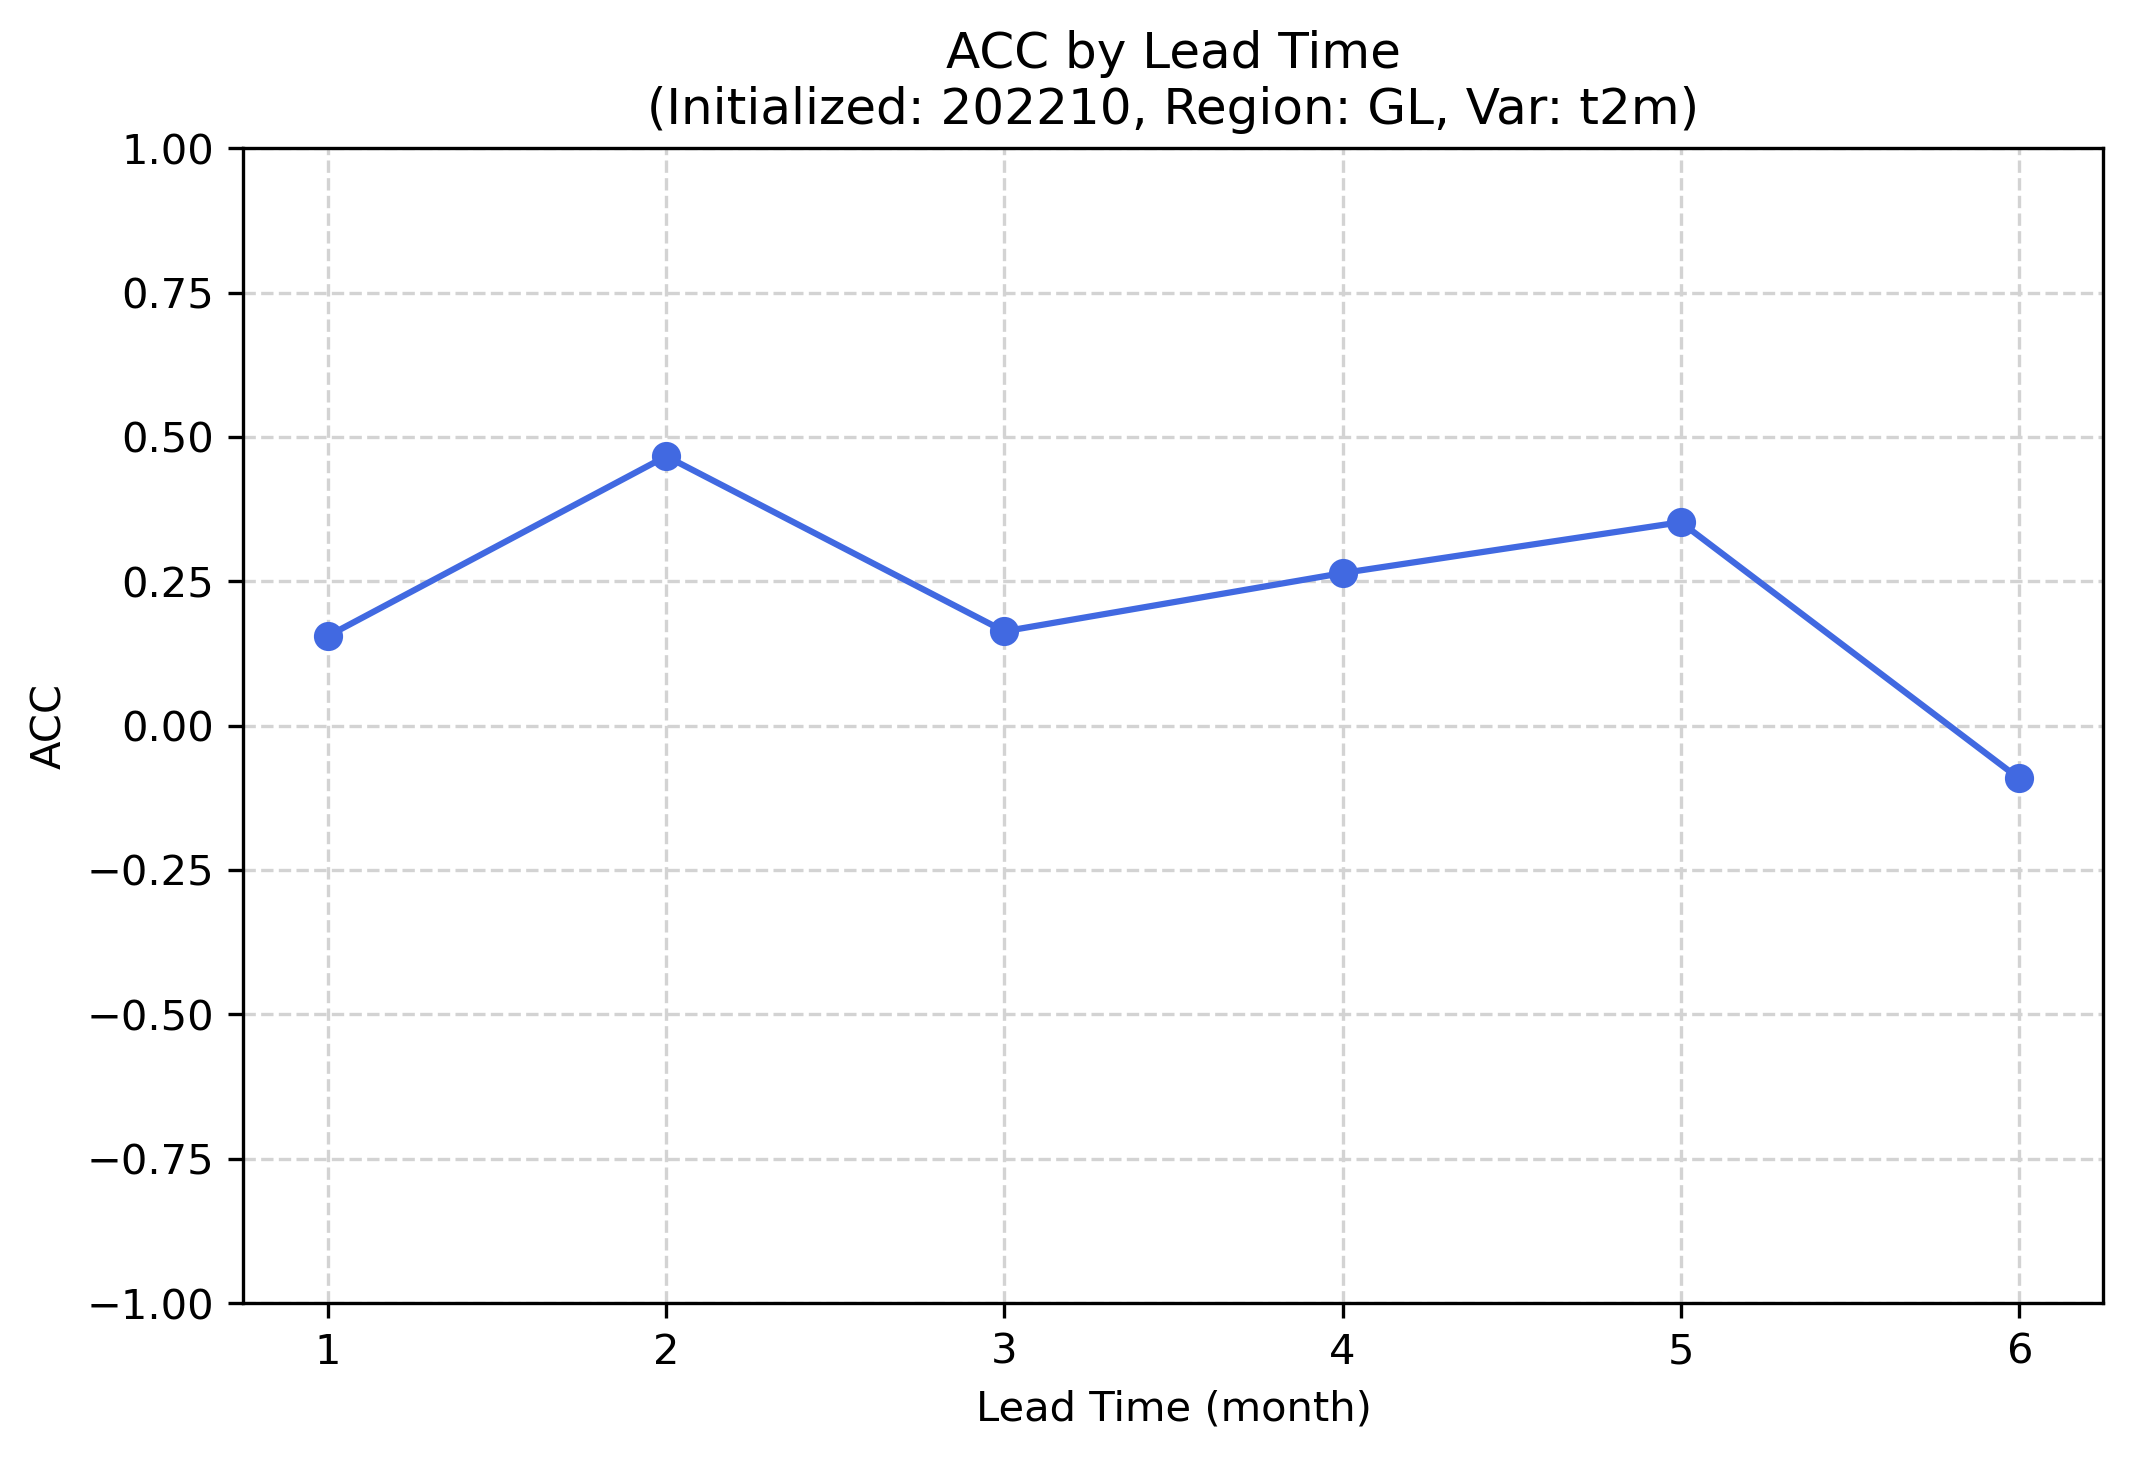 ACC by Lead Time
(Initialized: 202210, Region: GL, Var: t2m)
1.00
0.75
0.50
0.25
0.00
−0.25
−0.50
−0.75
−1.00
ACC
1 2 3 4 5 6
Lead Time (month)